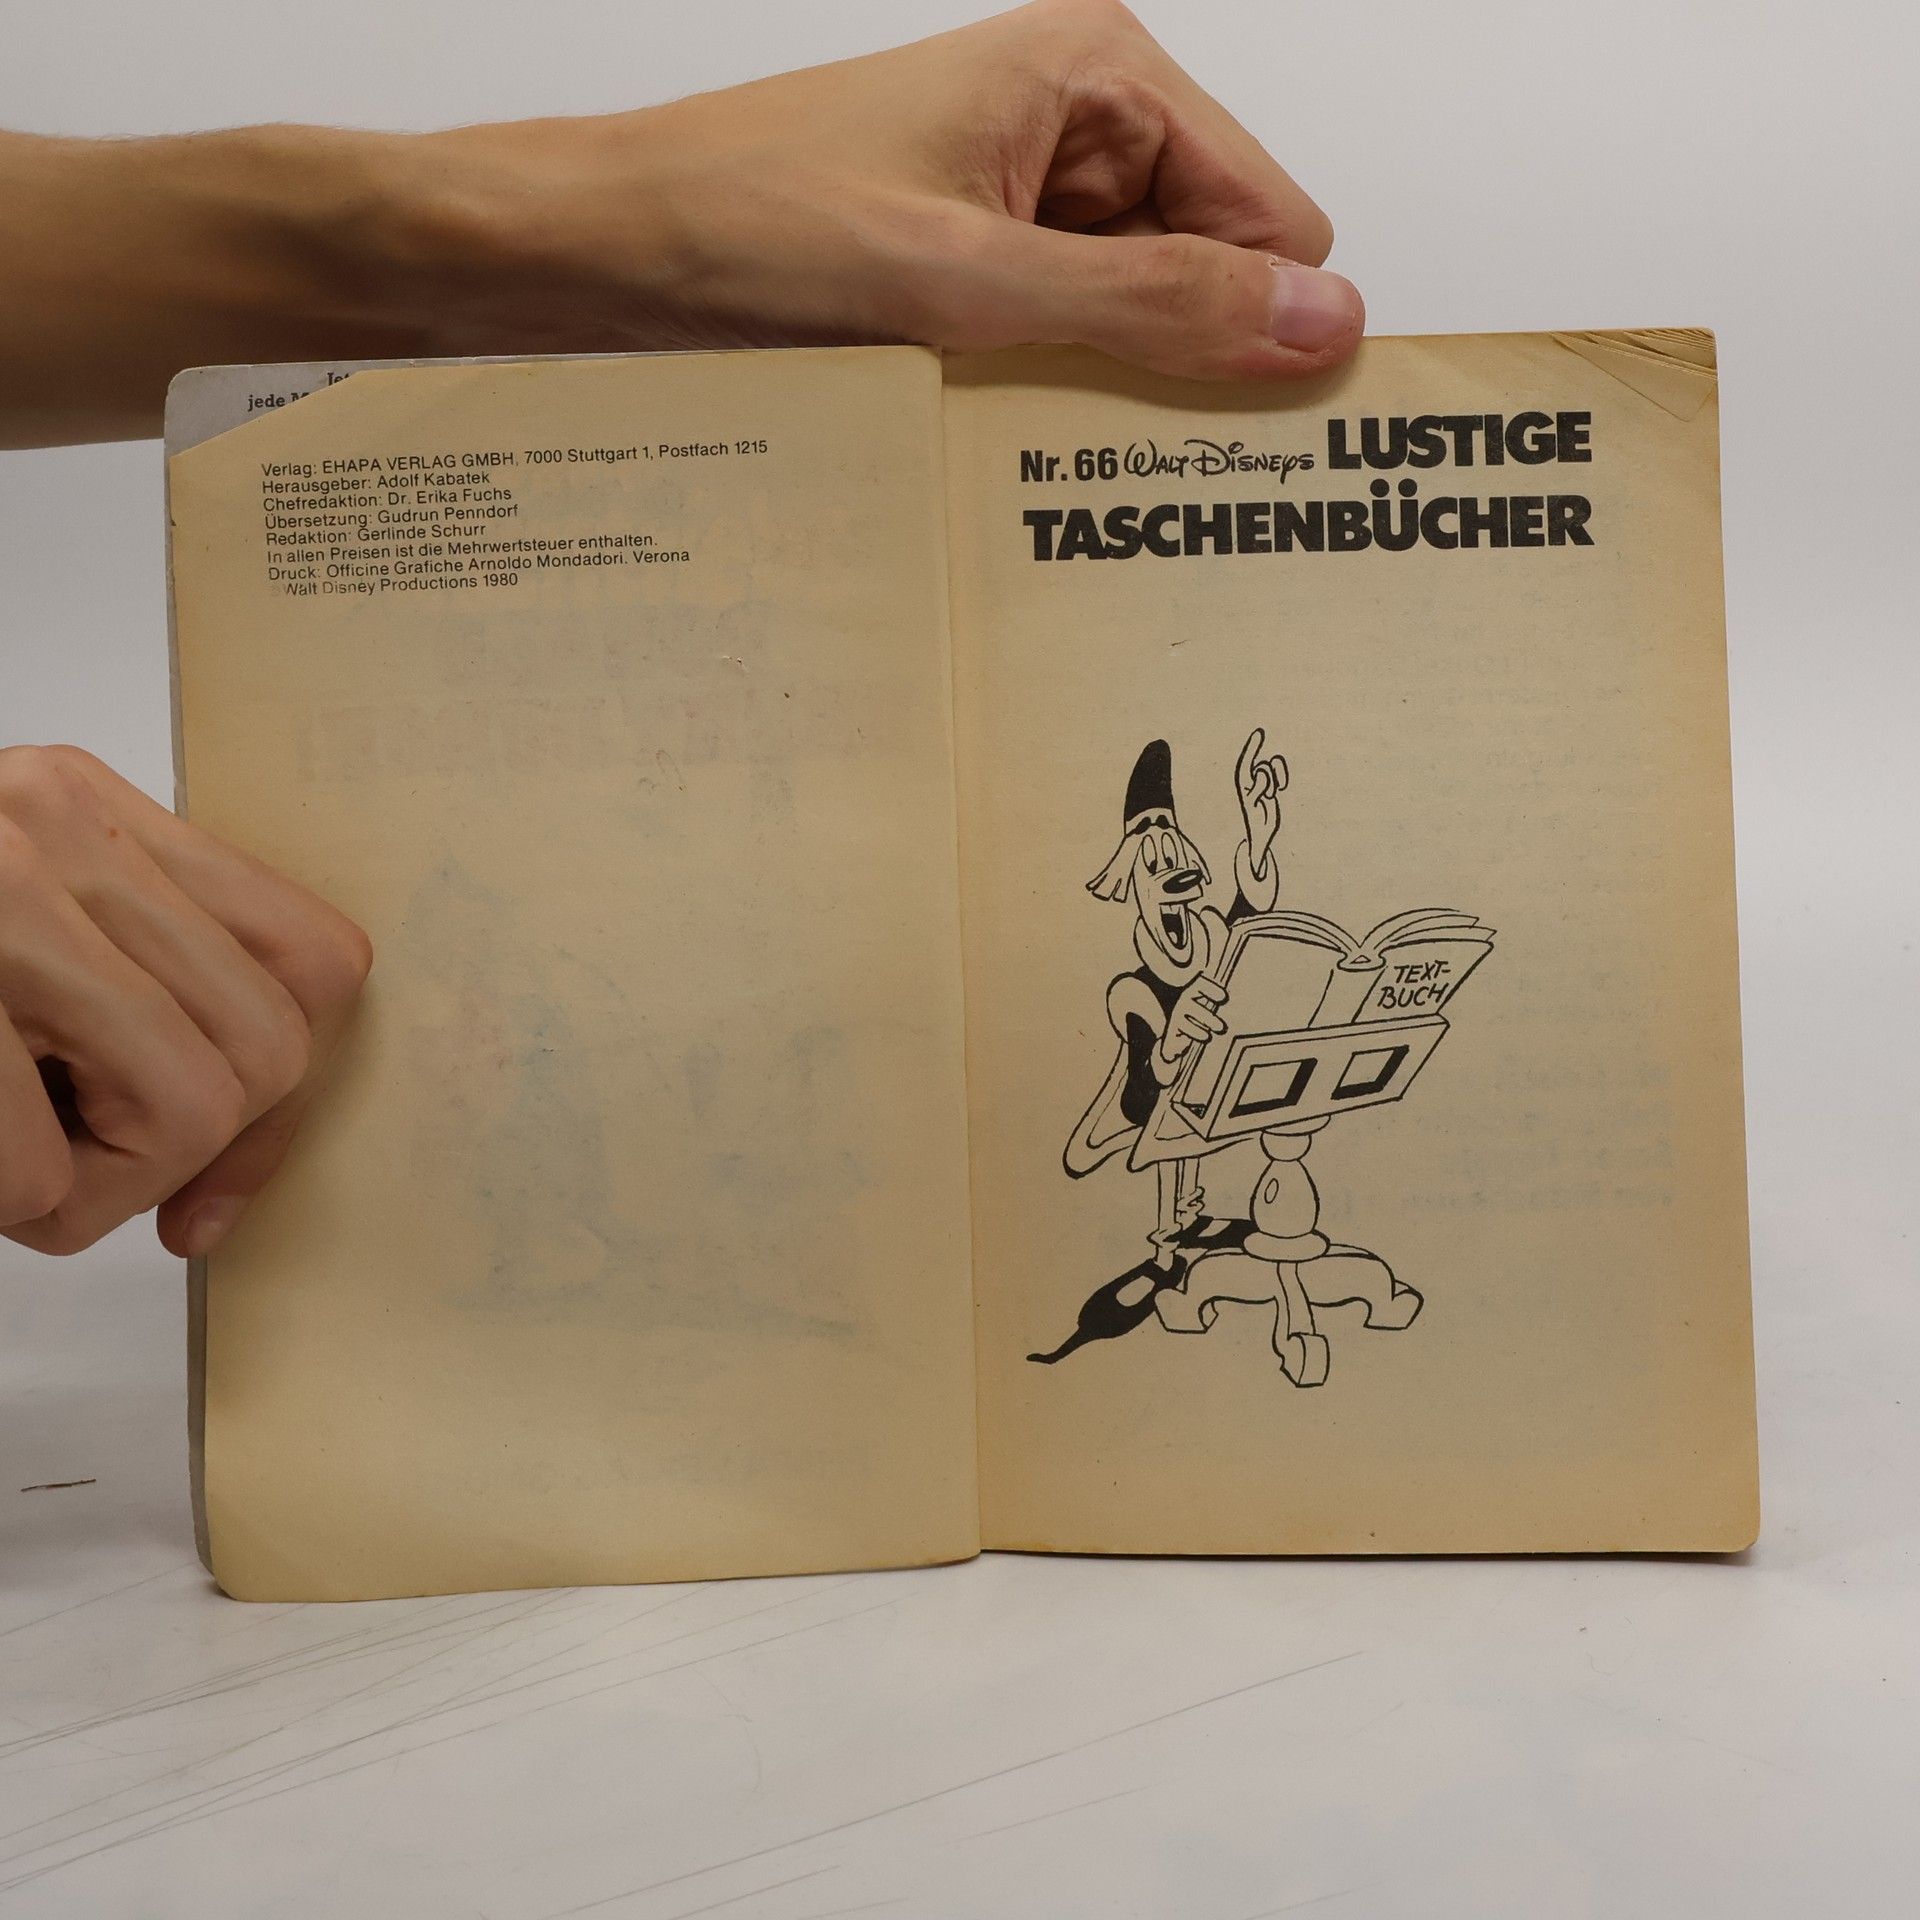 jede
Verlag: EHAPA VERLAG GMBH, 7000 Stuttgart 1, Postfach 1215
Herausgeber: Adolf Kabatek
Chefredaktion: Dr. Erika Fuchs
Übersetzung: Gudrun Penndorf
Redaktion: Gerlinde Schurr
In allen Preisen ist die Mehrwertsteuer enthalten.
Druck: Officine Grafiche Arnoldo Mondadori. Verona
©Walt Disney Productions 1980
Nr. 66 WALT DISNEYS LUSTIGE
TASCHENBÜCHER
TEXT-
BUCH